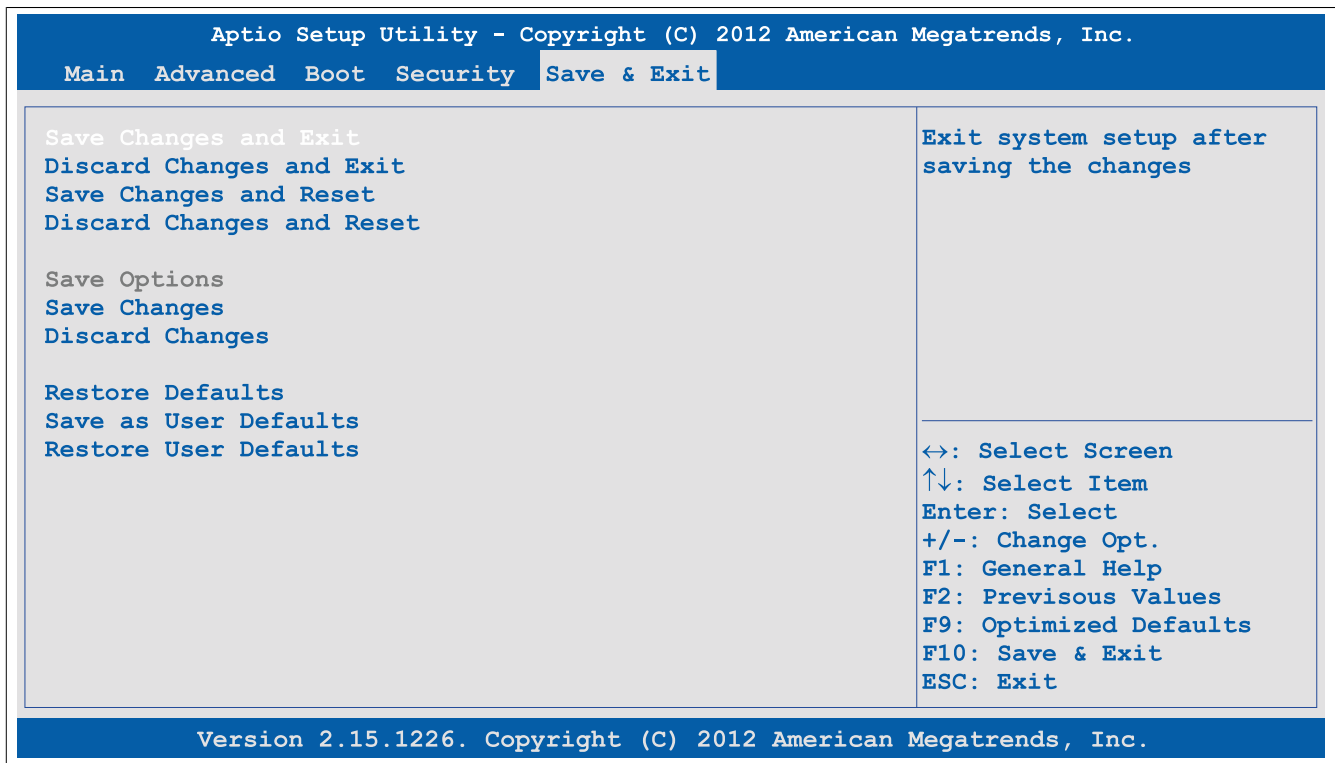 Aptio Setup Utility - Copyright (C) 2012 American Megatrends, Inc.
Main Advanced Boot Security Save & Exit
Save Changes and Exit
Discard Changes and Exit
Save Changes and Reset
Discard Changes and Reset
Save Options
Save Changes
Discard Changes
Restore Defaults
Save as User Defaults
Restore User Defaults
Exit system setup after
saving the changes
↔: Select Screen
↑↓: Select Item
Enter: Select
+/-: Change Opt.
F1: General Help
F2: Previsous Values
F9: Optimized Defaults
F10: Save & Exit
ESC: Exit
Version 2.15.1226. Copyright (C) 2012 American Megatrends, Inc.